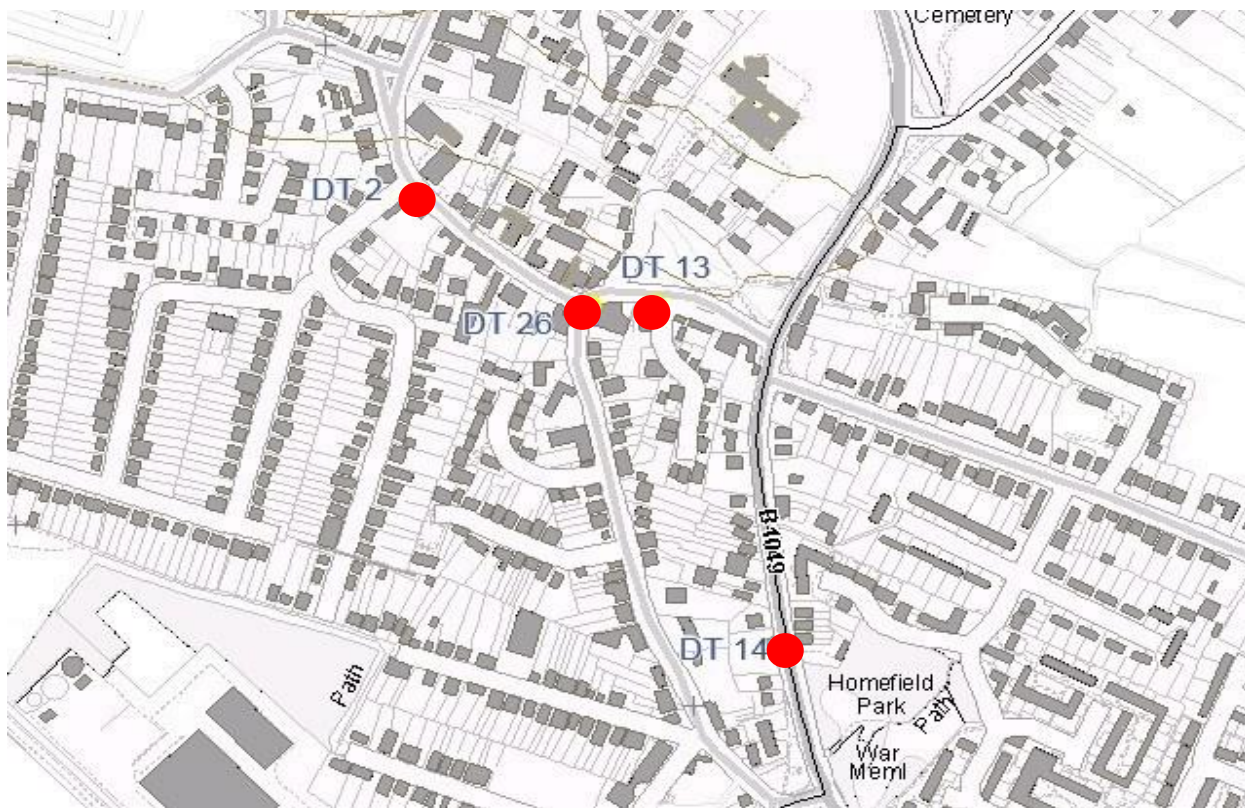 Cemetery
DT 2
DT 13
DT 26
B1049
DT 14
Homefield
Park
Path
War
Meml
Path